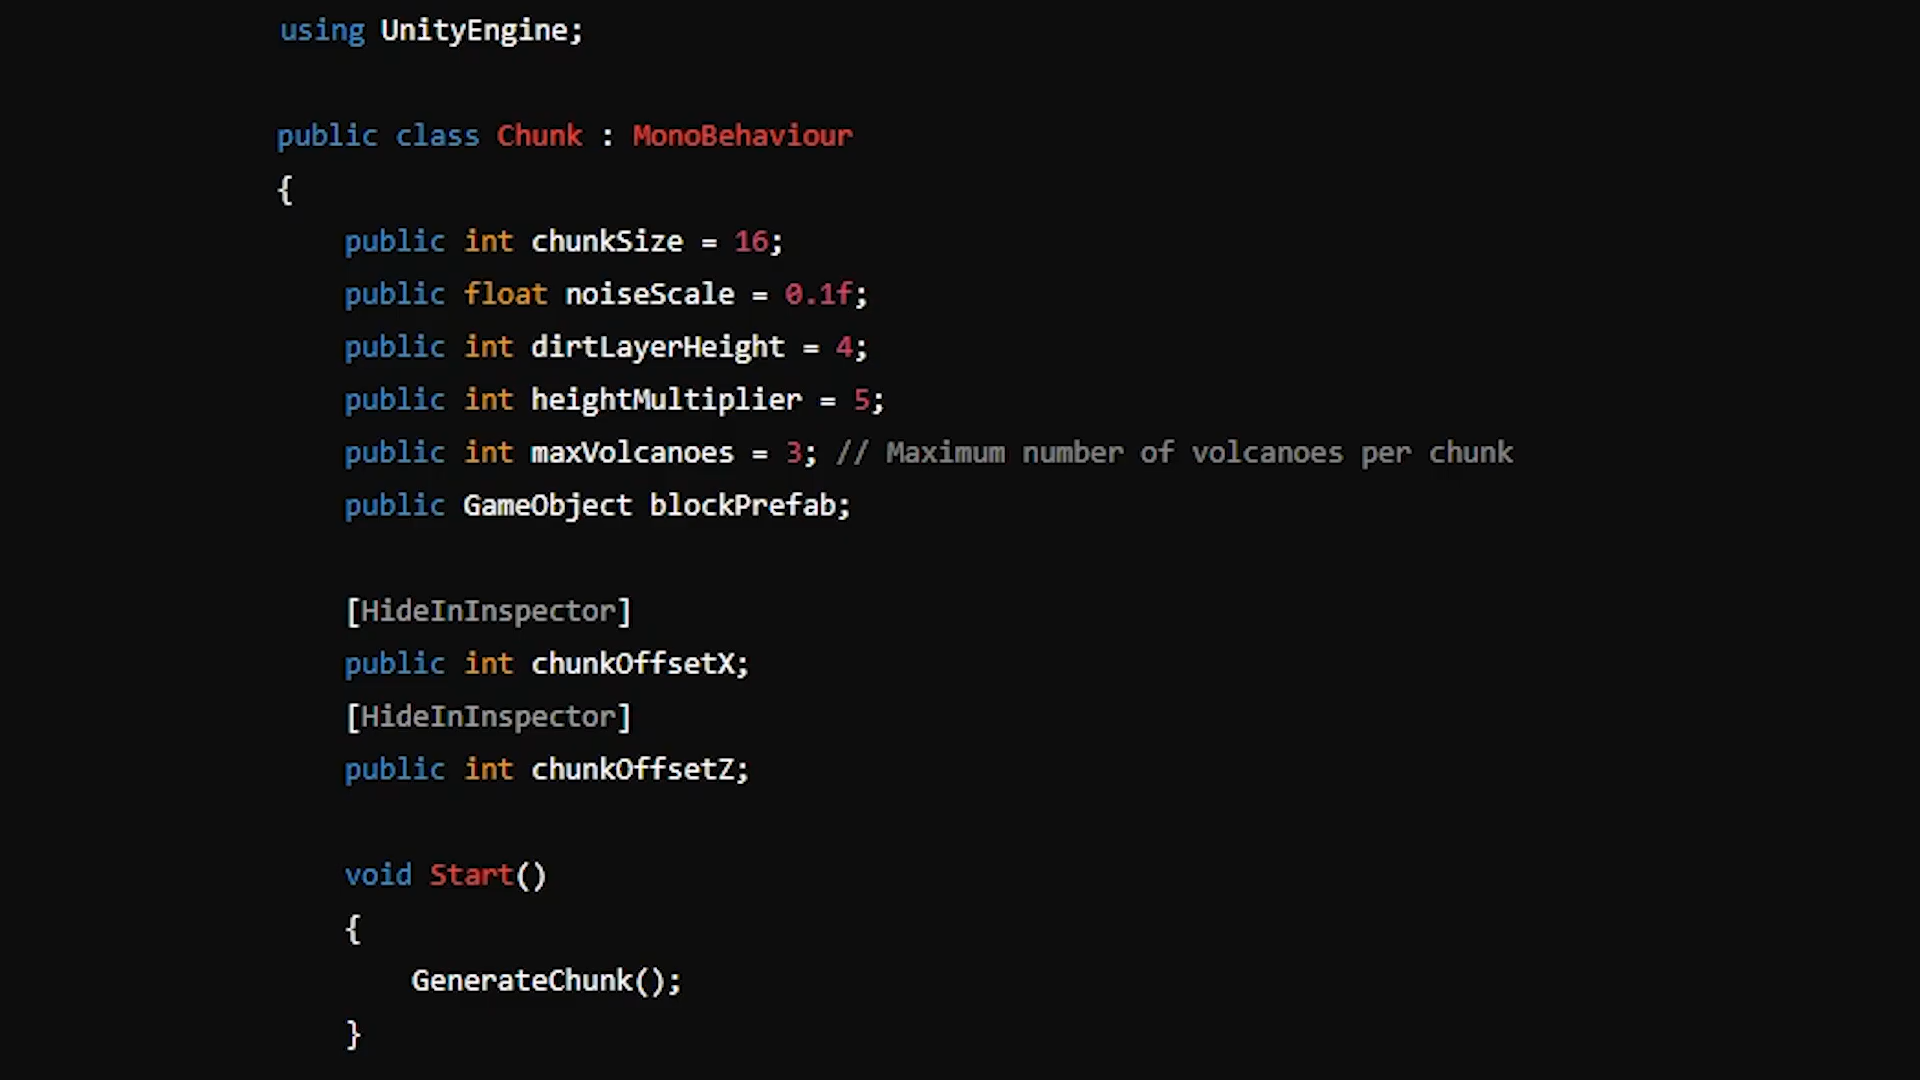 using UnityEngine;
public class Chunk : MonoBehaviour
{
public int chunkSize = 16;
public float noiseScale = 0.1f;
public int dirtLayerHeight = 4;
public int heightMultiplier = 5;
public int maxVolcanoes = 3; // Maximum number of volcanoes per chunk
public GameObject blockPrefab;
[HideInInspector]
public int chunkOffsetX;
[HideInInspector]
public int chunkOffsetZ;
void Start()
{
GenerateChunk();
}